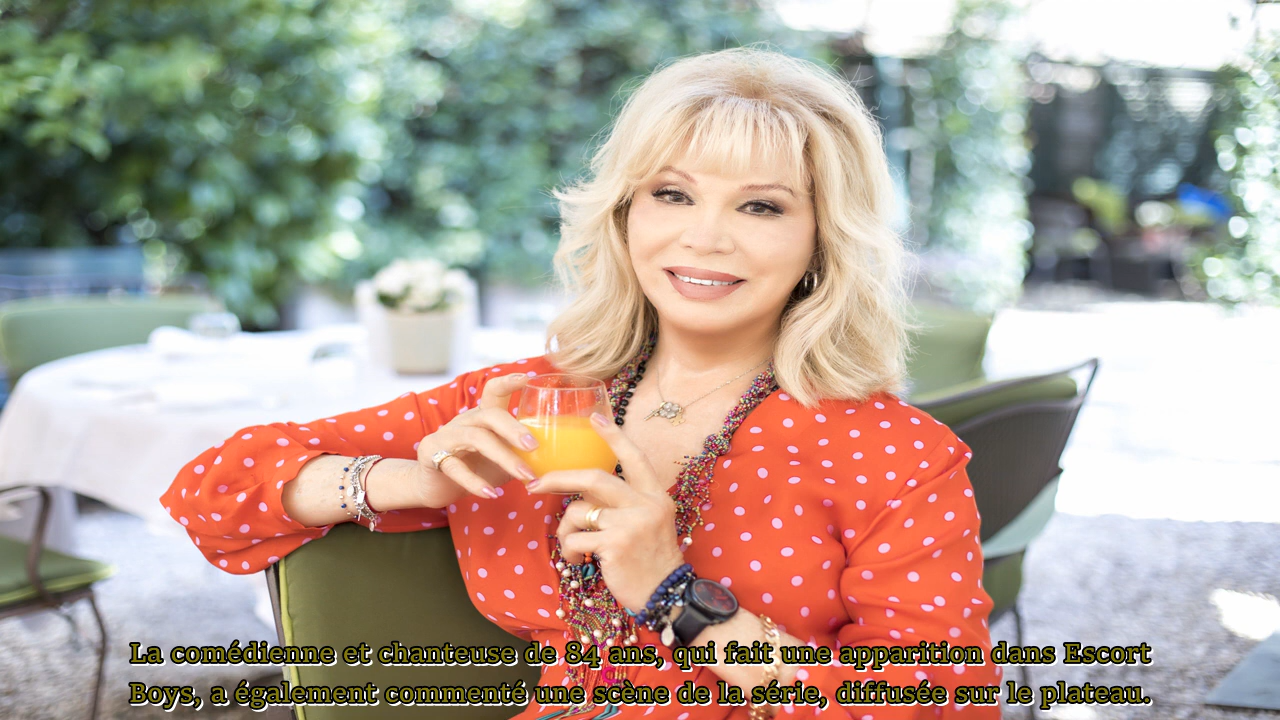 La comédienne et chanteuse de 84 ans, qui fait une apparition dans Escort
Boys, a également commenté une scène de la série, diffusée sur le plateau.